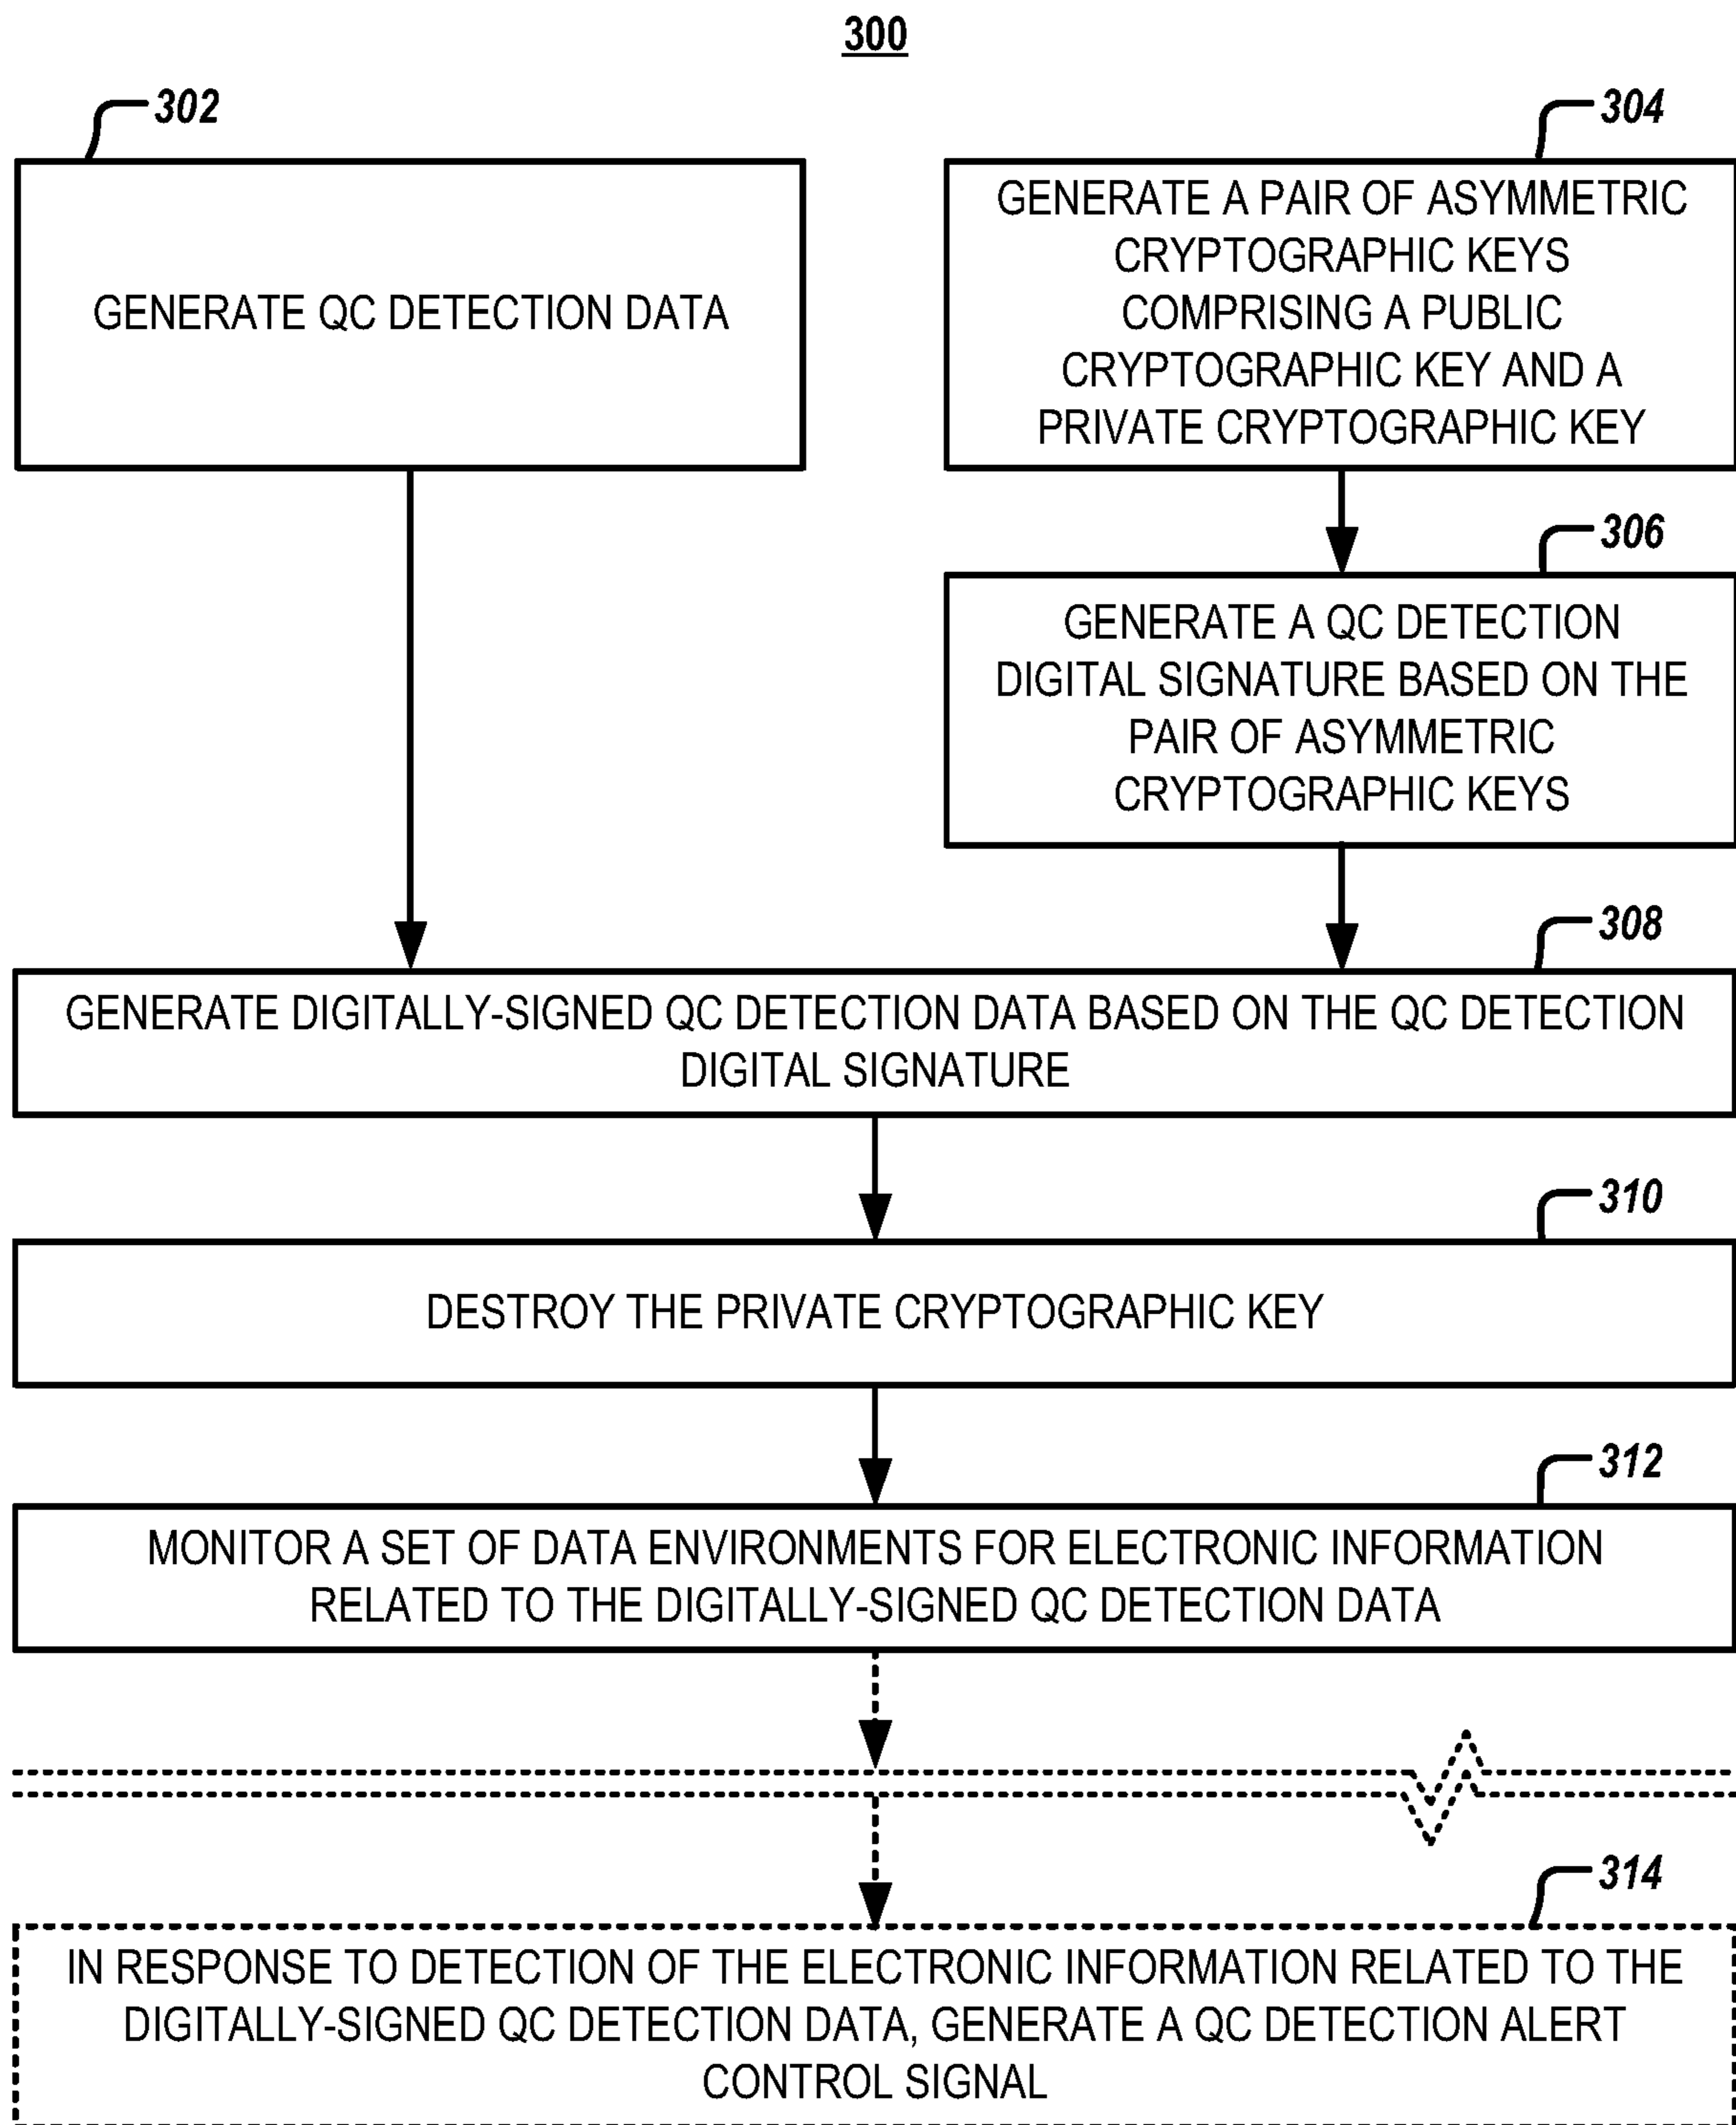 300
302
GENERATE QC DETECTION DATA
304
GENERATE A PAIR OF ASYMMETRIC
CRYPTOGRAPHIC KEYS
COMPRISING A PUBLIC
CRYPTOGRAPHIC KEY AND A
PRIVATE CRYPTOGRAPHIC KEY
306
GENERATE A QC DETECTION
DIGITAL SIGNATURE BASED ON THE
PAIR OF ASYMMETRIC
CRYPTOGRAPHIC KEYS
308
GENERATE DIGITALLY-SIGNED QC DETECTION DATA BASED ON THE QC DETECTION
DIGITAL SIGNATURE
310
DESTROY THE PRIVATE CRYPTOGRAPHIC KEY
312
MONITOR A SET OF DATA ENVIRONMENTS FOR ELECTRONIC INFORMATION
RELATED TO THE DIGITALLY-SIGNED QC DETECTION DATA
314
IN RESPONSE TO DETECTION OF THE ELECTRONIC INFORMATION RELATED TO THE
DIGITALLY-SIGNED QC DETECTION DATA, GENERATE A QC DETECTION ALERT
CONTROL SIGNAL